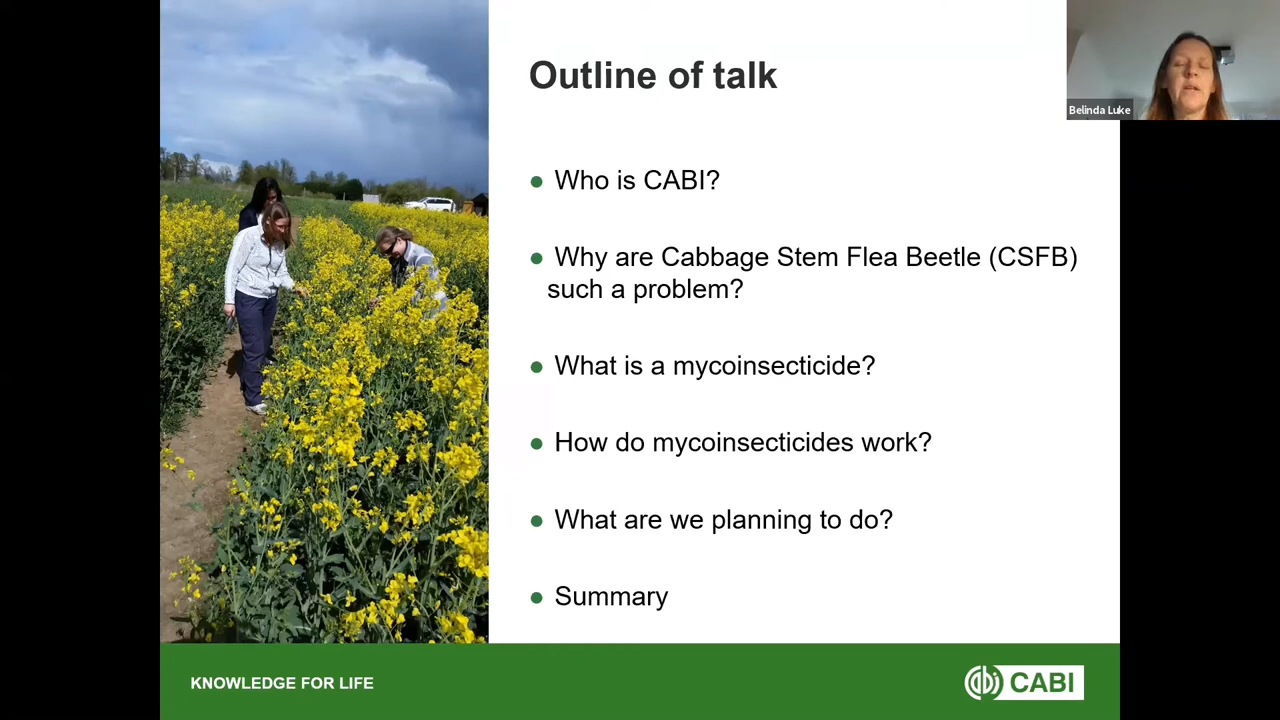 Outline of talk
Belinda Luke
Who is CABI?
Why are Cabbage Stem Flea Beetle (CSFB)
such a problem?
What is a mycoinsecticide?
How do mycoinsecticides work?
What are we planning to do?
Summary
KNOWLEDGE FOR LIFE
cabi CABI